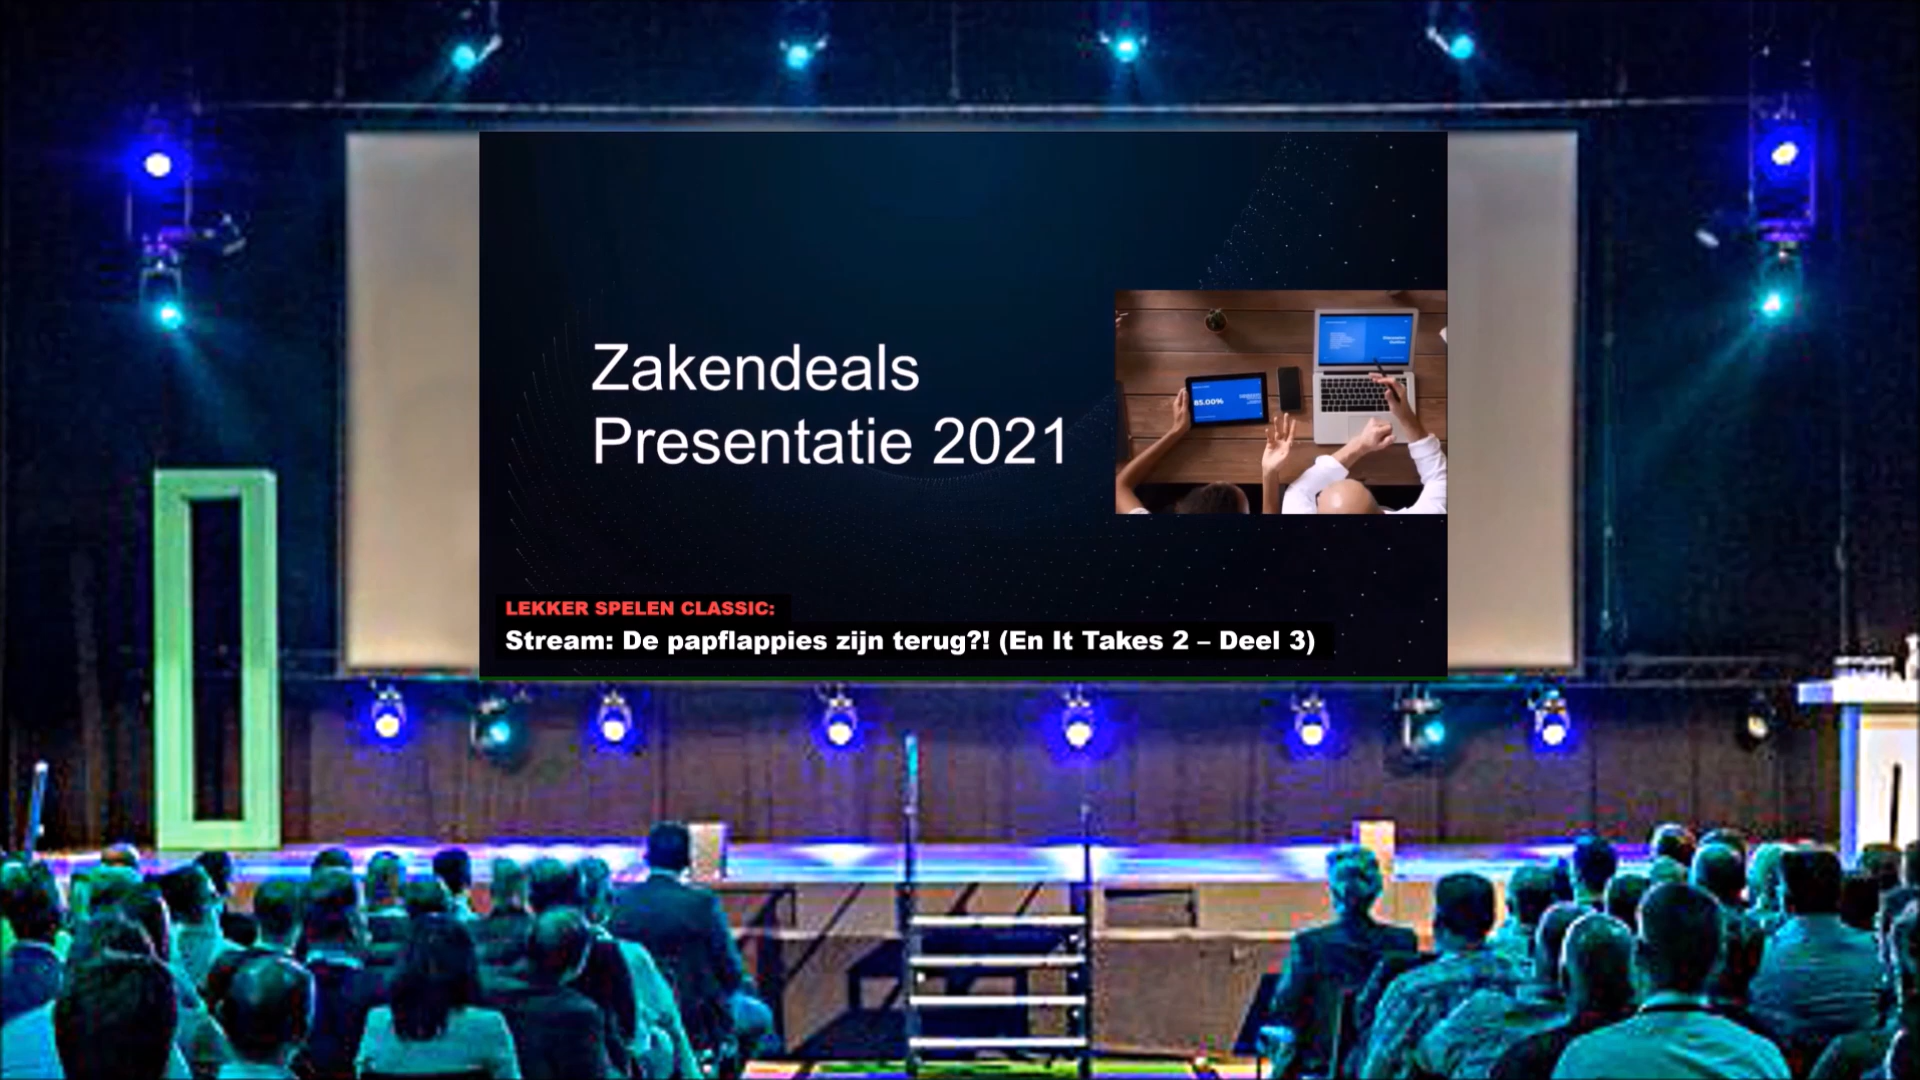 Zakendeals
Presentatie 2021
85.00%
LEKKER SPELEN CLASSIC:
Stream: De papflappies zijn terug?! (En It Takes 2 – Deel 3)